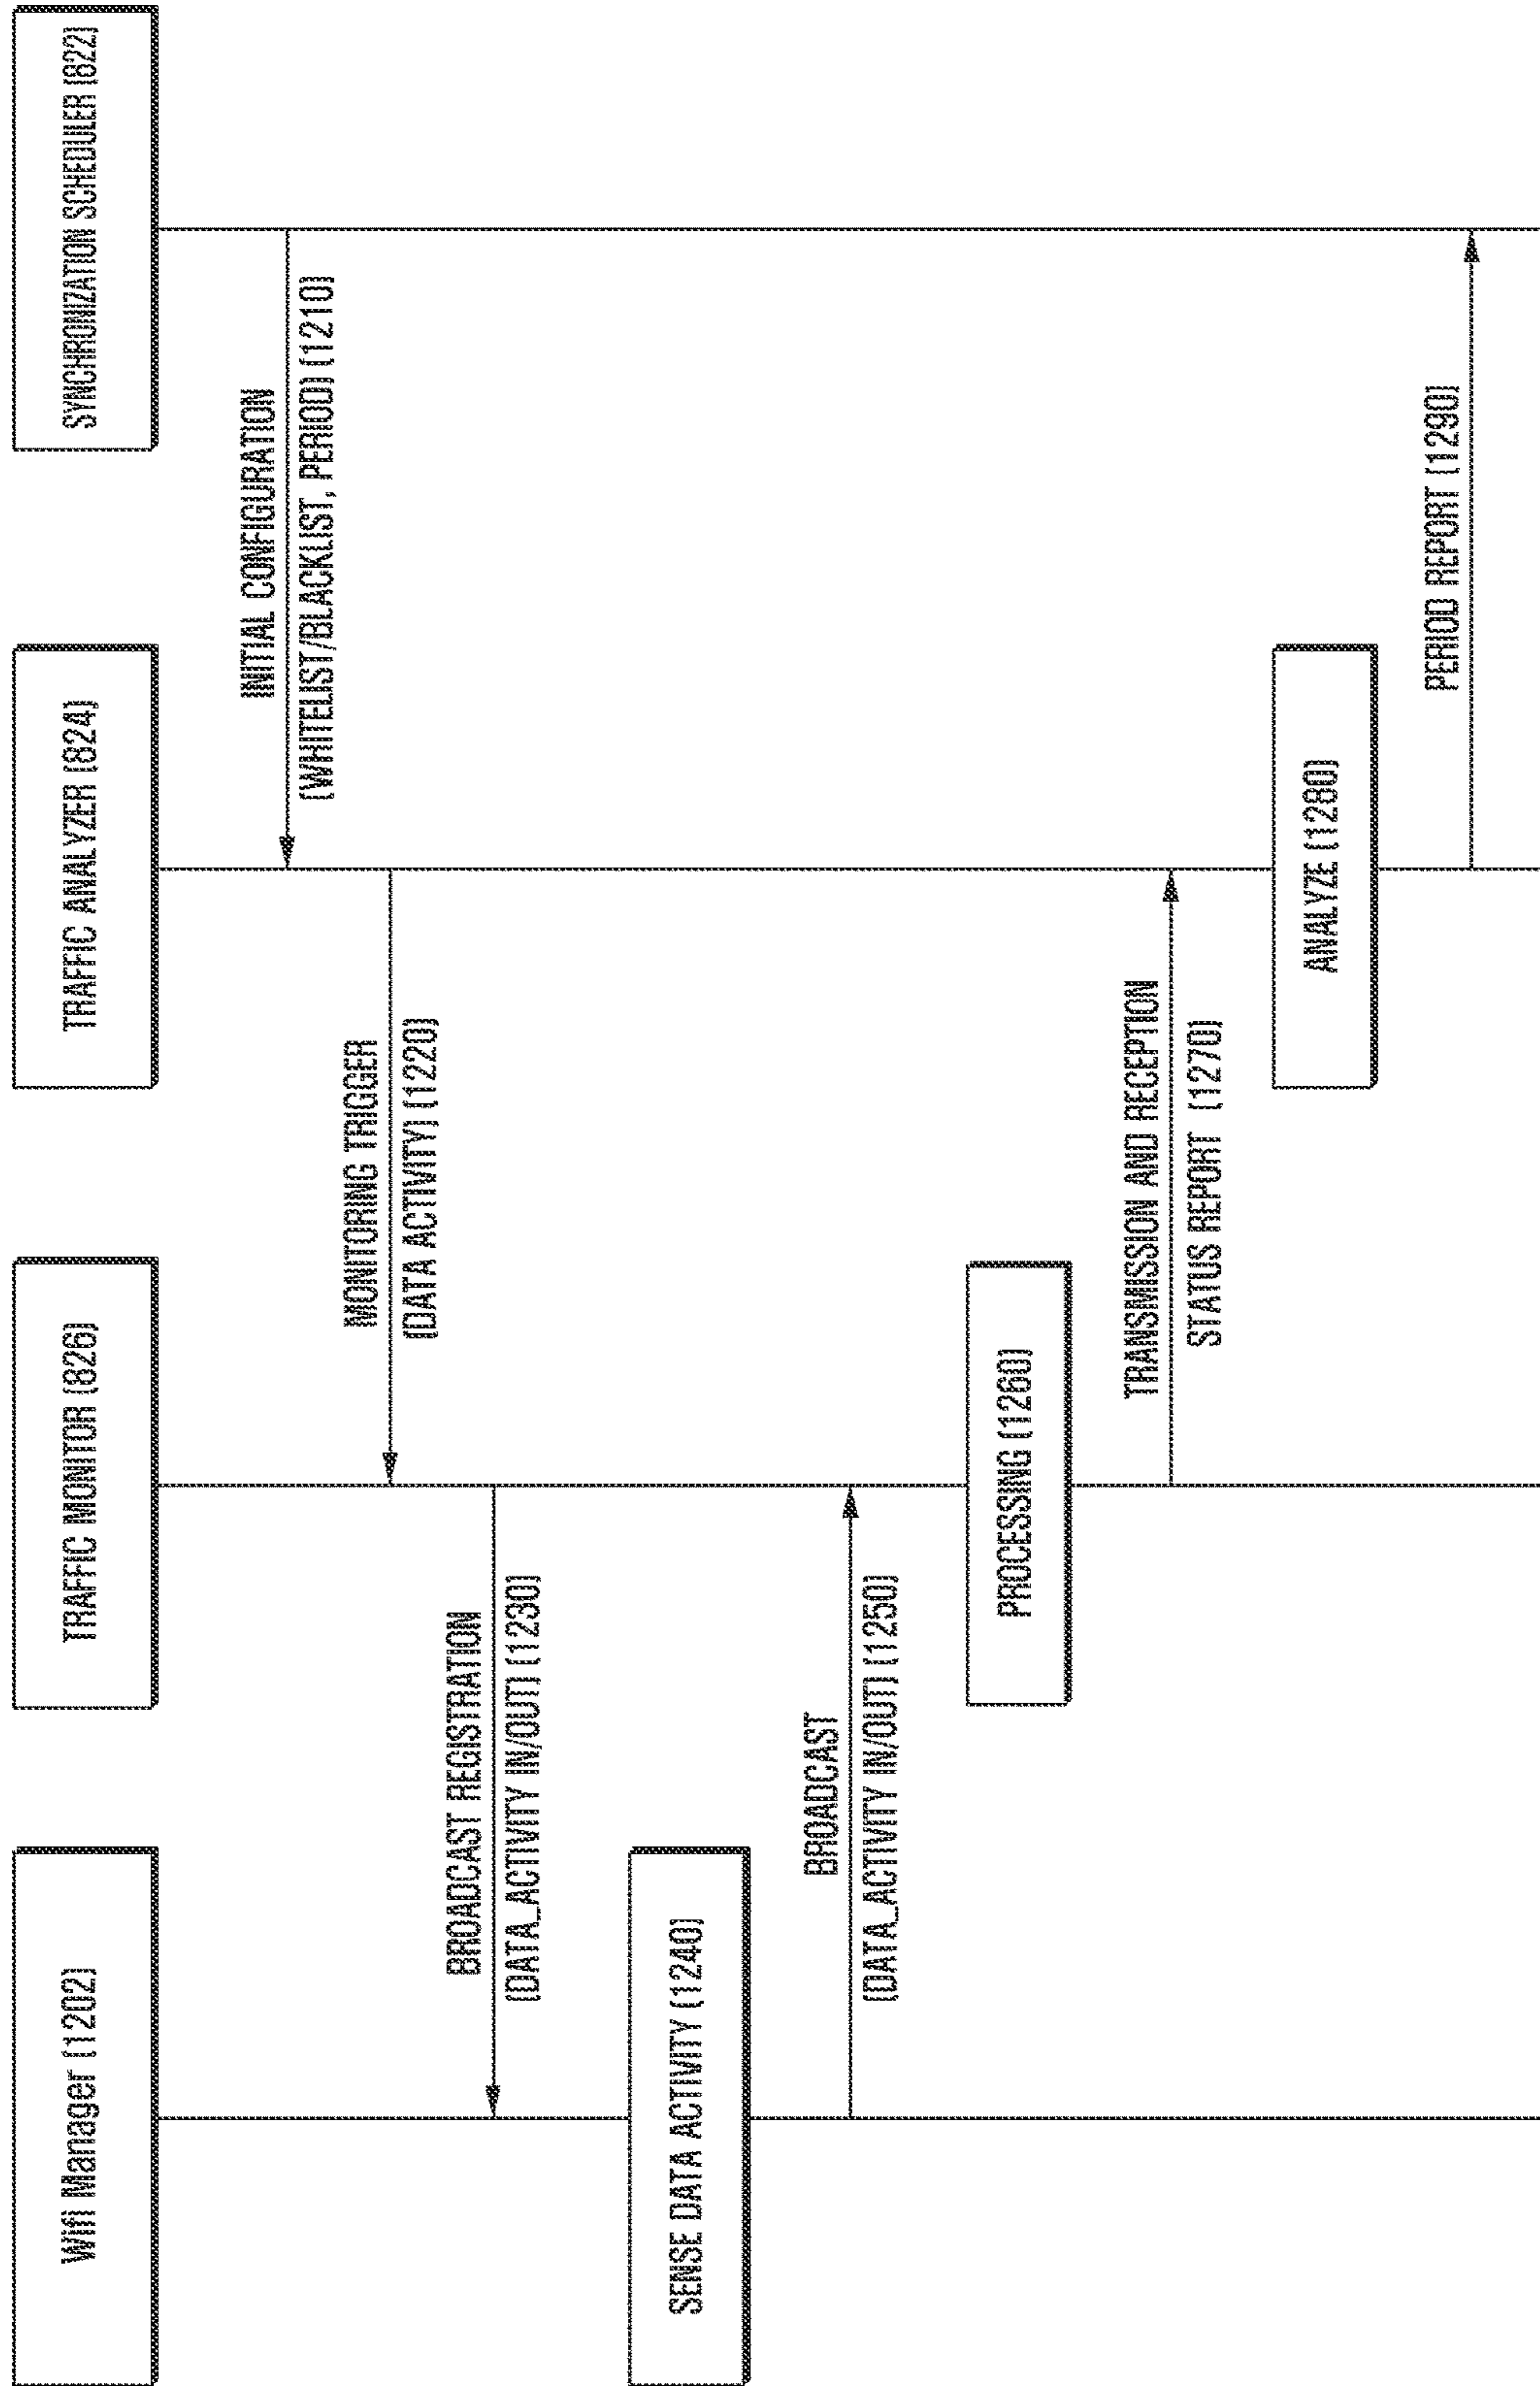 Wifi Manager (1202)
TRAFFIC MONITOR (826)
TRAFFIC ANALYZER (824)
SYNCHRONIZATION SCHEDULER (822)
INITIAL CONFIGURATION
(WHITELIST/BLACKLIST, PERIOD) (1210)
MONITORING TRIGGER
(DATA ACTIVITY) (1220)
BROADCAST REGISTRATION
(DATA_ACTIVITY IN/OUT) (1230)
SENSE DATA ACTIVITY (1240)
BROADCAST
(DATA_ACTIVITY IN/OUT) (1250)
PROCESSING (1260)
TRANSMISSION AND RECEPTION
STATUS REPORT (1270)
ANALYZE (1280)
PERIOD REPORT (1290)